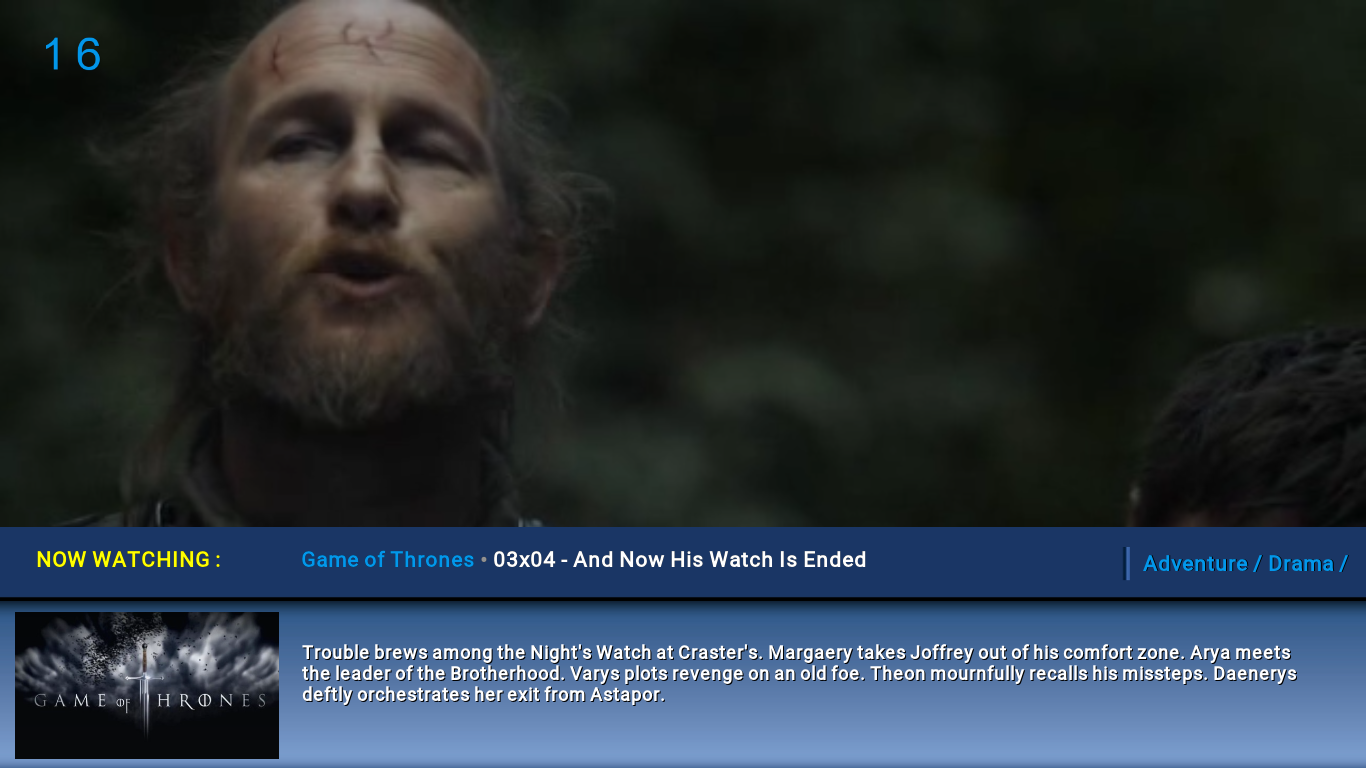 16
NOW WATCHING : Game of Thrones • 03x04 - And Now His Watch Is Ended Adventure / Drama /
GAME OF THRONES
Trouble brews among the Night's Watch at Craster's. Margaery takes Joffrey out of his comfort zone. Arya meets
the leader of the Brotherhood. Varys plots revenge on an old foe. Theon mournfully recalls his missteps. Daenerys
deftly orchestrates her exit from Astapor.